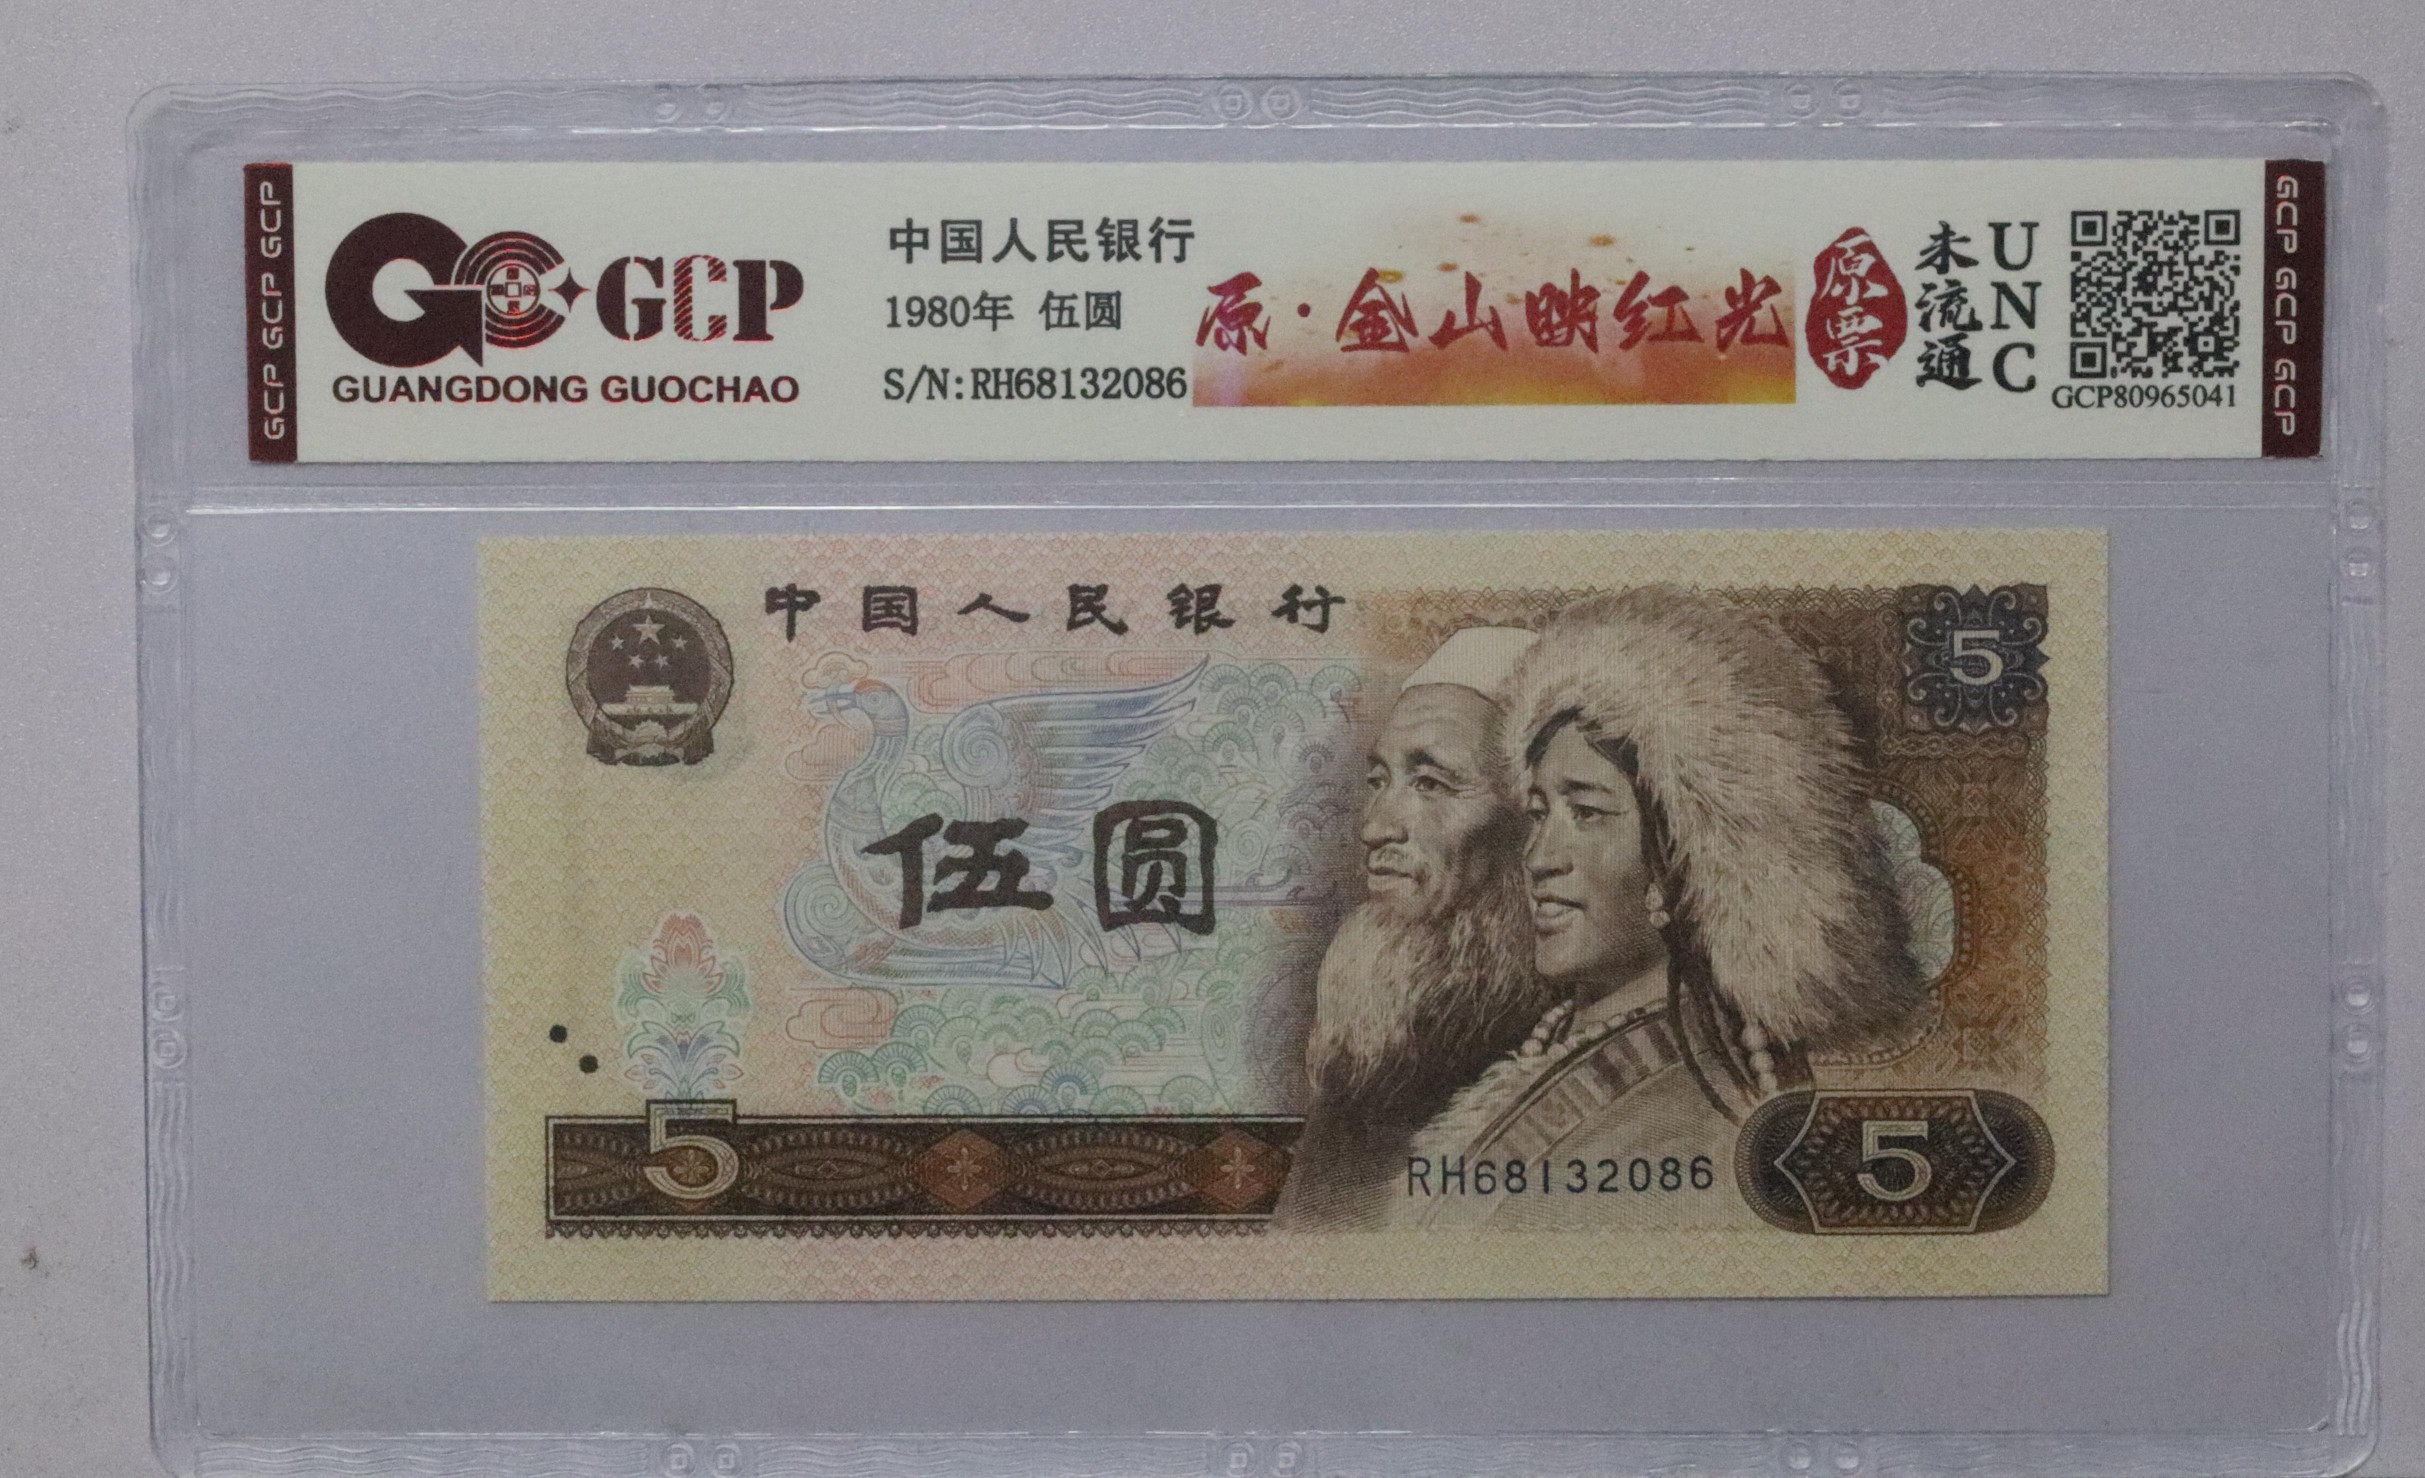 GCP GCP GCP
GCP
GUANGDONG GUOCHAO
中国人民银行
1980年 伍圆
S/N:RH68132086
原·金山映红光
原票
未流通
UNC
GCP80965041
GCP GCP GCP
中国人民银行
5
伍圆
5
RH68132086
5